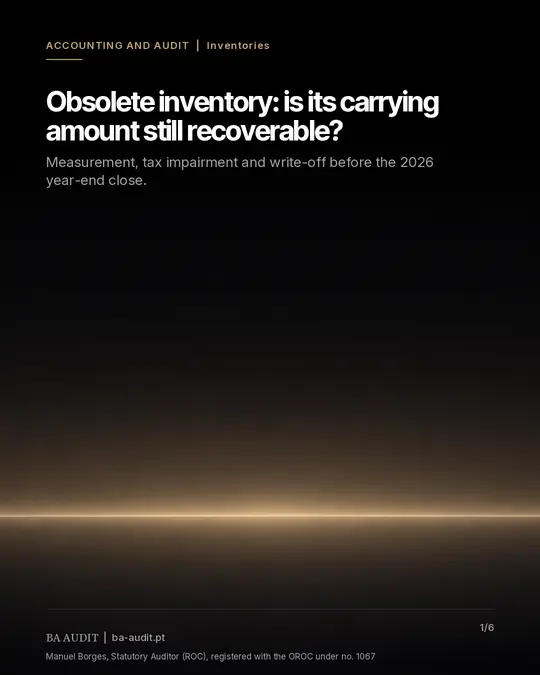 ACCOUNTING AND AUDIT | Inventories
Obsolete inventory: is its carrying
amount still recoverable?
Measurement, tax impairment and write-off before the 2026
year-end close.
1/6
BA AUDIT | ba-audit.pt
Manuel Borges, Statutory Auditor (ROC), registered with the OROC under no. 1067